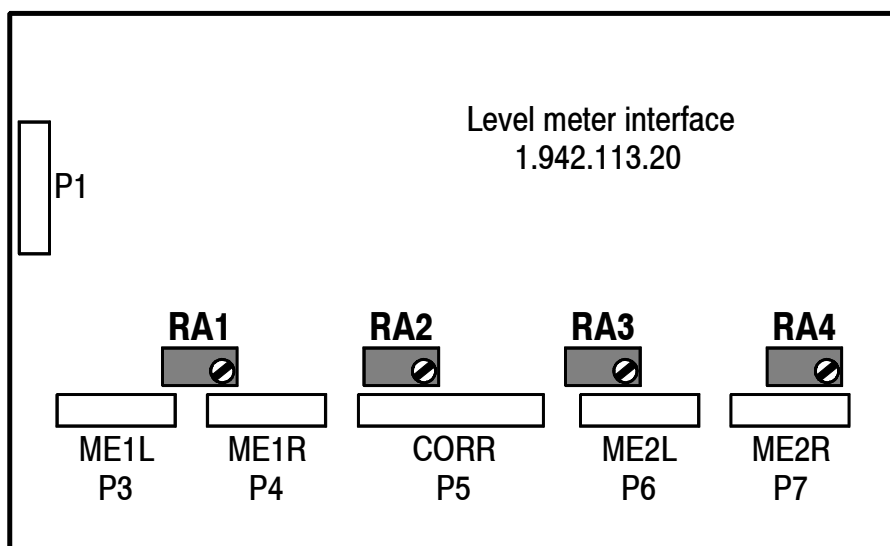 Level meter interface
1.942.113.20
P1
RA1 RA2 RA3 RA4
ME1L ME1R CORR ME2L ME2R
P3 P4 P5 P6 P7